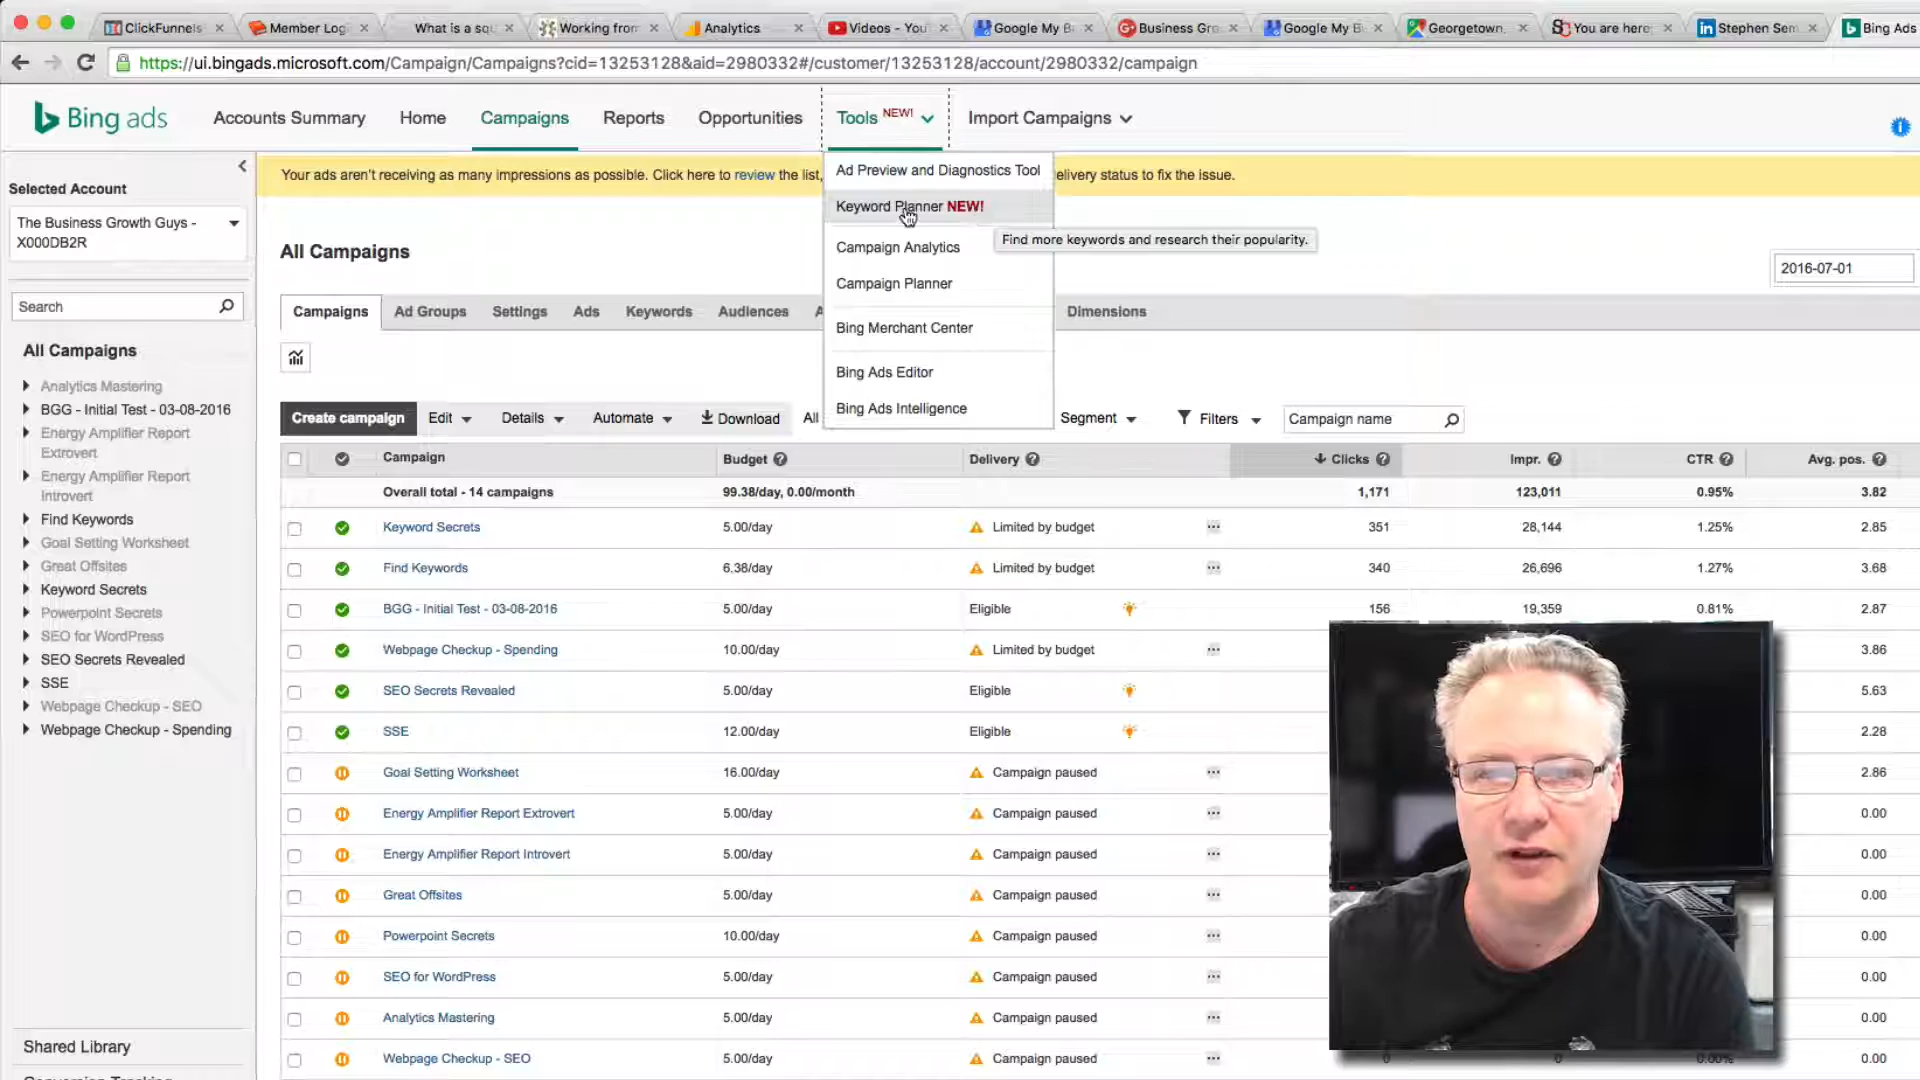 ClickFunnels
Member Log
What is a squ
Working from
Analytics
Videos - You
Google My B
Business Gro
Google My B
Georgetown,
You are here:
Stephen Sem
Bing Ads
https://ui.bingads.microsoft.com/Campaign/Campaigns?cid=13253128&aid=2980332#/customer/13253128/account/2980332/campaign
Bing ads
Accounts Summary
Home
Campaigns
Reports
Opportunities
Tools NEW!
Import Campaigns
Your ads aren't receiving as many impressions as possible. Click here to review the list,
elivery status to fix the issue.
Ad Preview and Diagnostics Tool
Keyword Planner NEW!
Find more keywords and research their popularity.
Campaign Analytics
Campaign Planner
Bing Merchant Center
Bing Ads Editor
Bing Ads Intelligence
Selected Account
The Business Growth Guys -
X000DB2R
Search
All Campaigns
Analytics Mastering
BGG - Initial Test - 03-08-2016
Energy Amplifier Report
Extrovert
Energy Amplifier Report
Introvert
Find Keywords
Goal Setting Worksheet
Great Offsites
Keyword Secrets
Powerpoint Secrets
SEO for WordPress
SEO Secrets Revealed
SSE
Webpage Checkup - SEO
Webpage Checkup - Spending
Shared Library
Conversion Tracking
All Campaigns
2016-07-01
Campaigns
Ad Groups
Settings
Ads
Keywords
Audiences
A
Dimensions
Create campaign
Edit
Details
Automate
Download
All
Segment
Filters
Campaign name
Campaign
Budget
Delivery
Clicks
Impr.
CTR
Avg. pos.
Overall total - 14 campaigns 99.38/day, 0.00/month 1,171 123,011 0.95% 3.82
Keyword Secrets 5.00/day Limited by budget ... 351 28,144 1.25% 2.85
Find Keywords 6.38/day Limited by budget ... 340 26,696 1.27% 3.68
BGG - Initial Test - 03-08-2016 5.00/day Eligible 156 19,359 0.81% 2.87
Webpage Checkup - Spending 10.00/day Limited by budget ... 3.86
SEO Secrets Revealed 5.00/day Eligible 5.63
SSE 12.00/day Eligible 2.28
Goal Setting Worksheet 16.00/day Campaign paused ... 2.86
Energy Amplifier Report Extrovert 5.00/day Campaign paused ... 0.00
Energy Amplifier Report Introvert 5.00/day Campaign paused ... 0.00
Great Offsites 5.00/day Campaign paused ... 0.00
Powerpoint Secrets 10.00/day Campaign paused ... 0.00
SEO for WordPress 5.00/day Campaign paused ... 0.00
Analytics Mastering 5.00/day Campaign paused ... 0.00
Webpage Checkup - SEO 5.00/day Campaign paused ... 0 0 0.00% 0.00